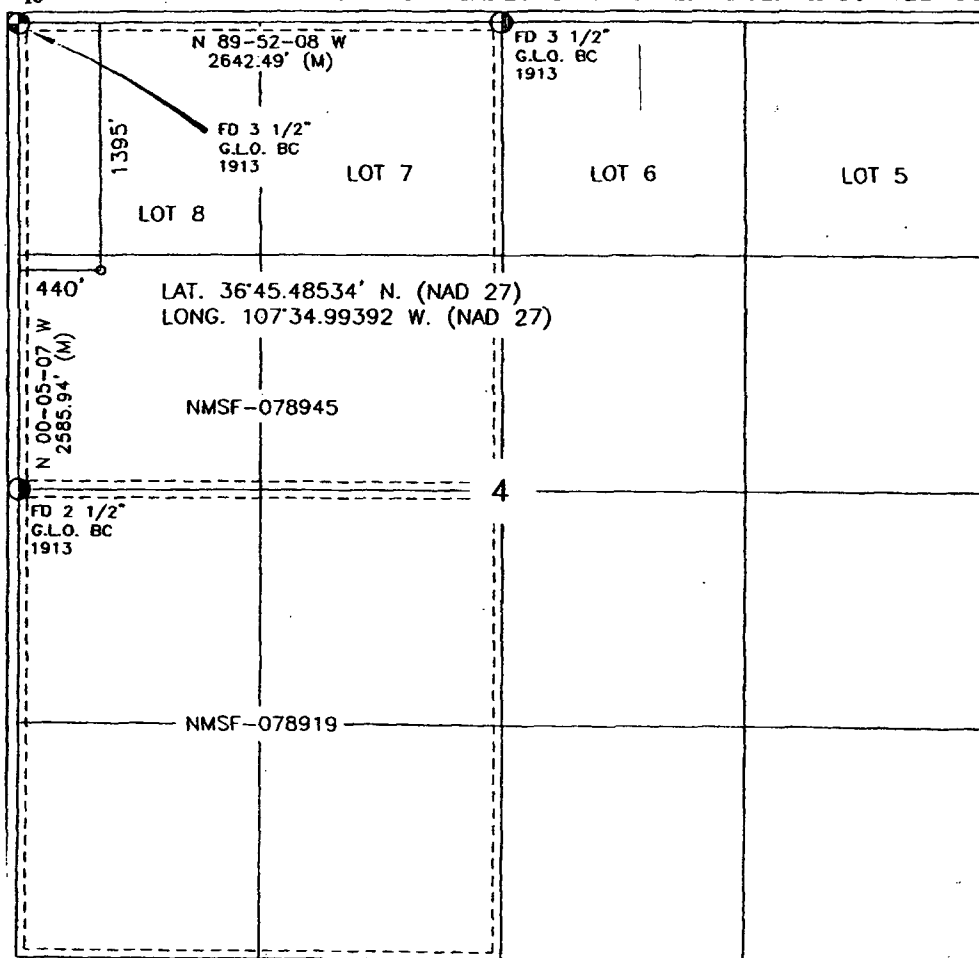 N 89-52-08 W
2642.49' (M)
FD 3 1/2"
G.L.O. BC
1913
1395'
FD 3 1/2"
G.L.O. BC
1913
LOT 8
LOT 7
LOT 6
LOT 5
440'
LAT. 36°45.48534' N. (NAD 27)
LONG. 107°34.99392 W. (NAD 27)
N 00-05-07 W
2585.94' (M)
NMSF-078945
4
FD 2 1/2"
G.L.O. BC
1913
NMSF-078919